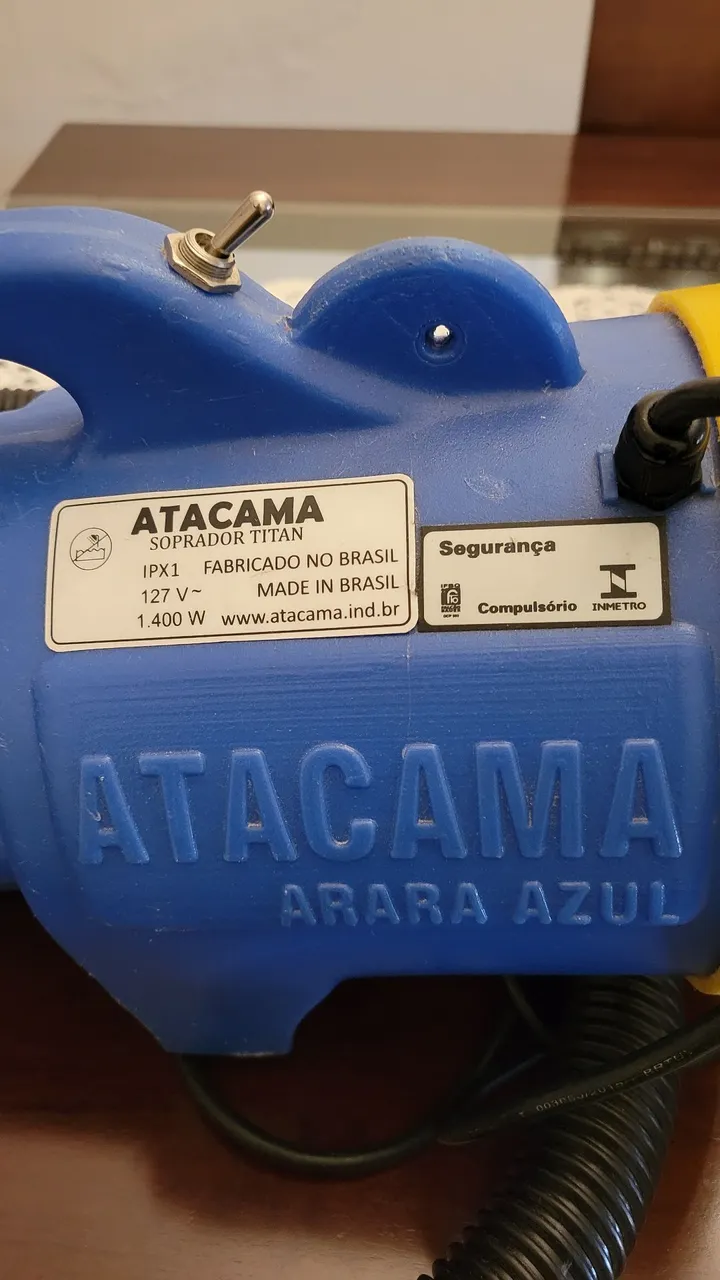 ATACAMA
SOPRADOR TITAN
IPX1 FABRICADO NO BRASIL
127 V~ MADE IN BRASIL
1.400 W www.atacama.ind.br
Segurança
Compulsório
INMETRO
ATACAMA
ARARA AZUL